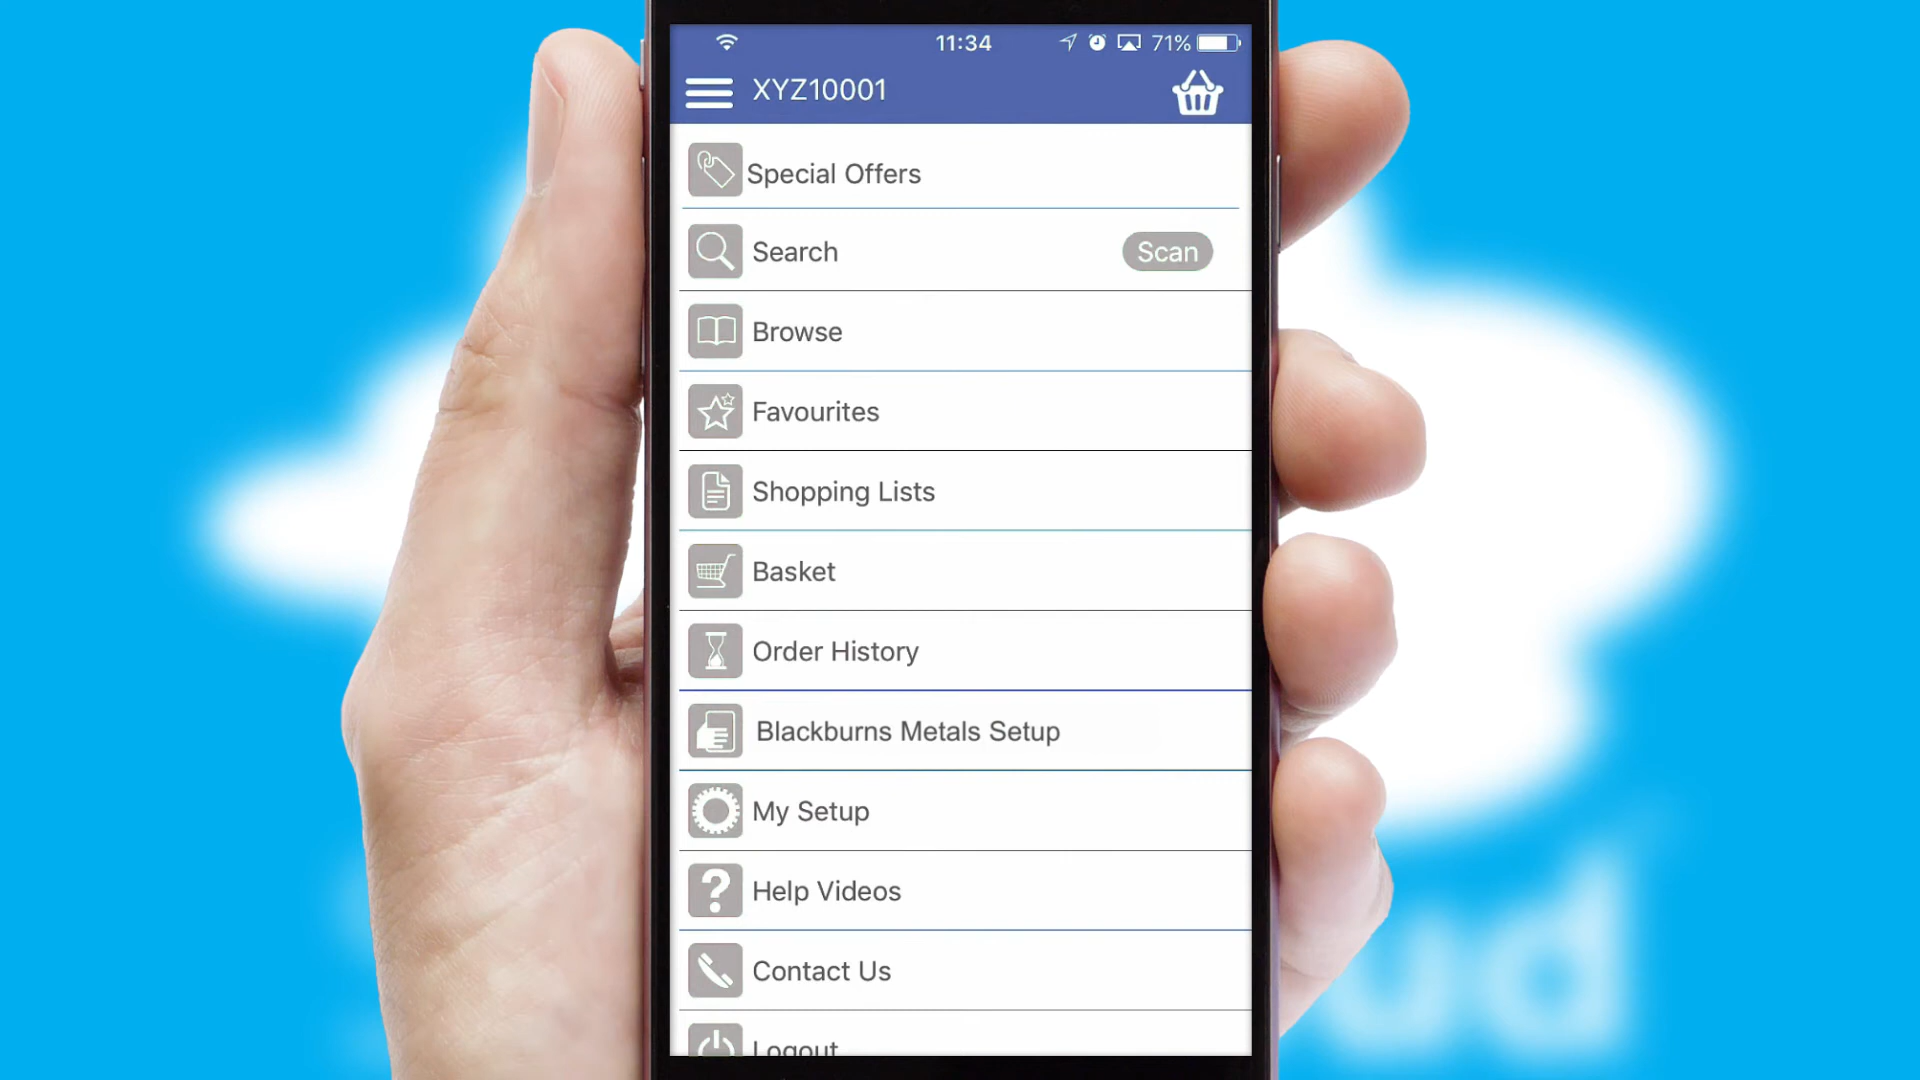 11:34 71%
XYZ10001
Special Offers
Search Scan
Browse
Favourites
Shopping Lists
Basket
Order History
Blackburns Metals Setup
My Setup
Help Videos
Contact Us
Logout
ud